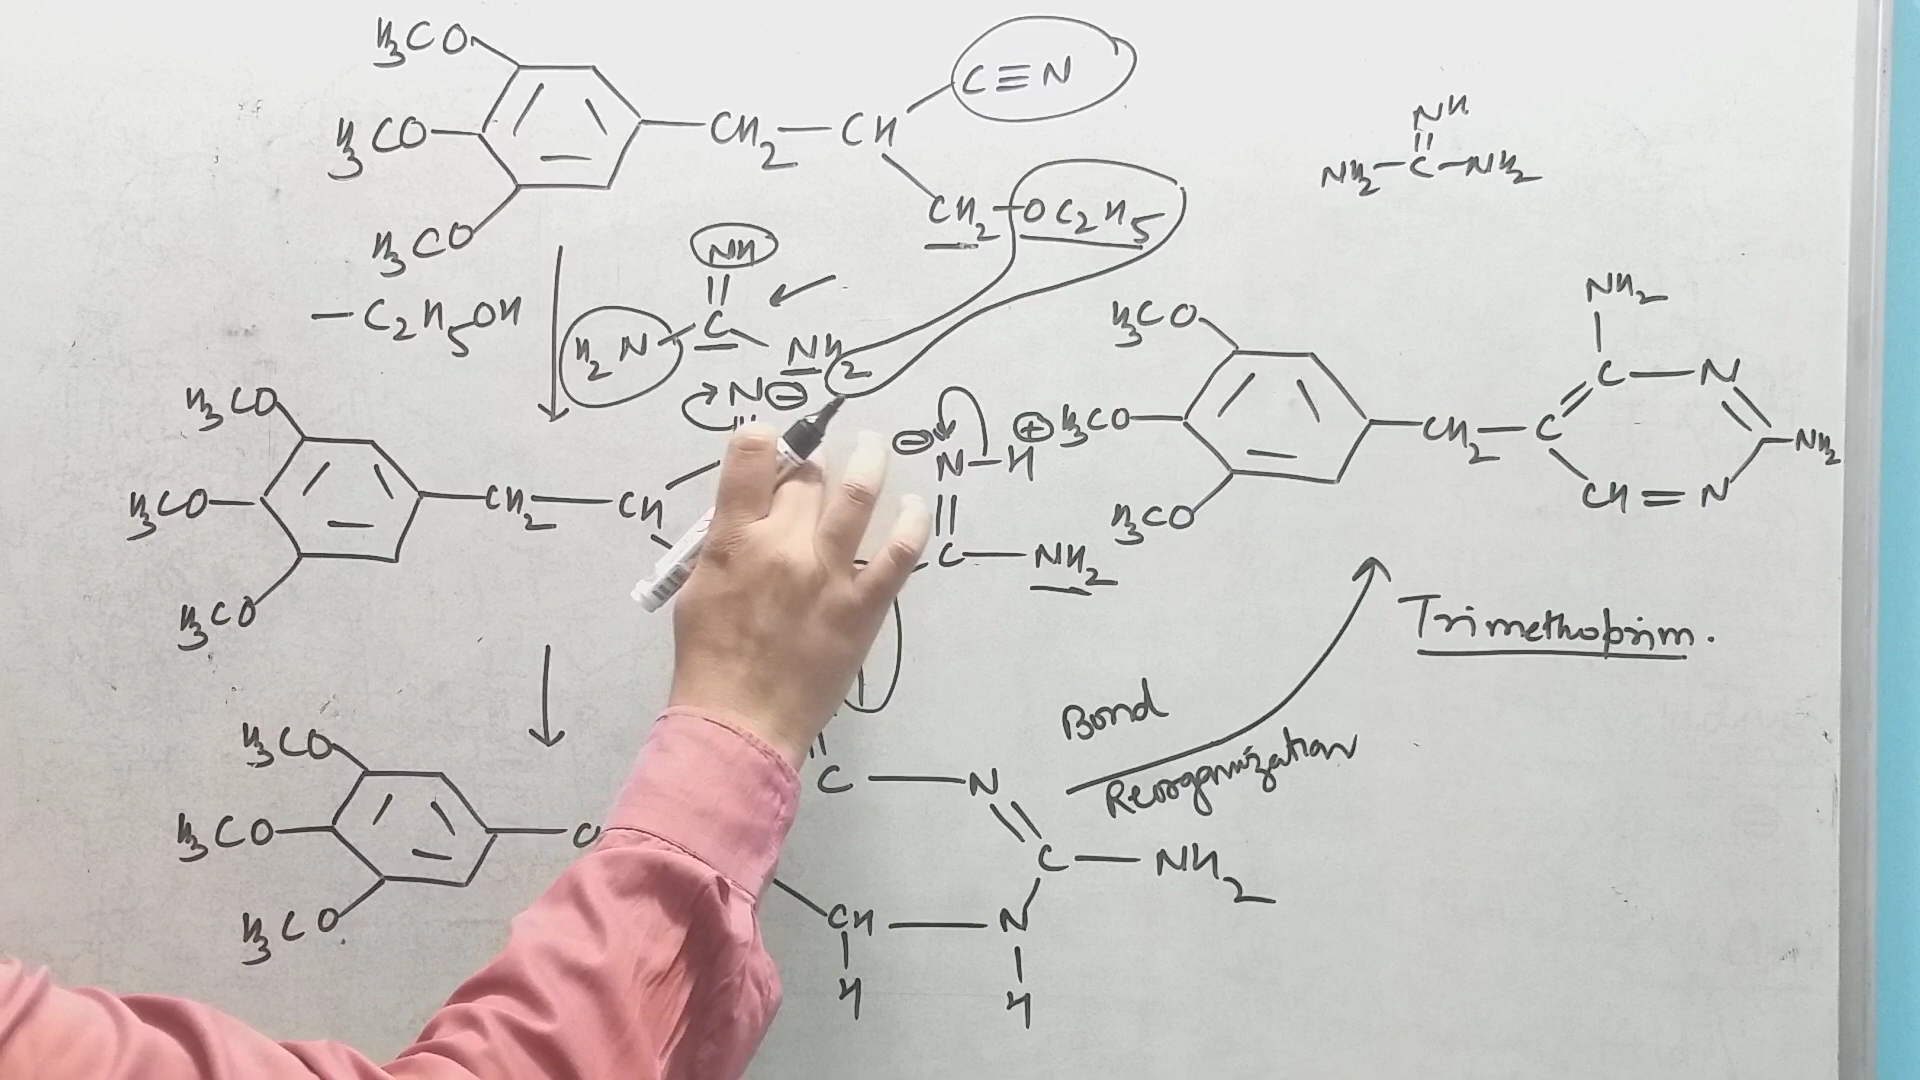 H3CO
C≡N
H3CO CH2 CH
NH
NH2 C NH2
H3CO
CH2 OC2H5
NH
- C2H5OH
H2N C NH2
H3CO
NH2
C N
N ⊖
H3CO
H3CO CH2 C NH2
CH N
H3CO
⊖ N H ⊕
H3CO CH2 CH
C NH2
H3CO
Trimethoprim.
Bond
Reorganization
H3CO
C N
H3CO C
C NH2
H3CO
CH N
H H